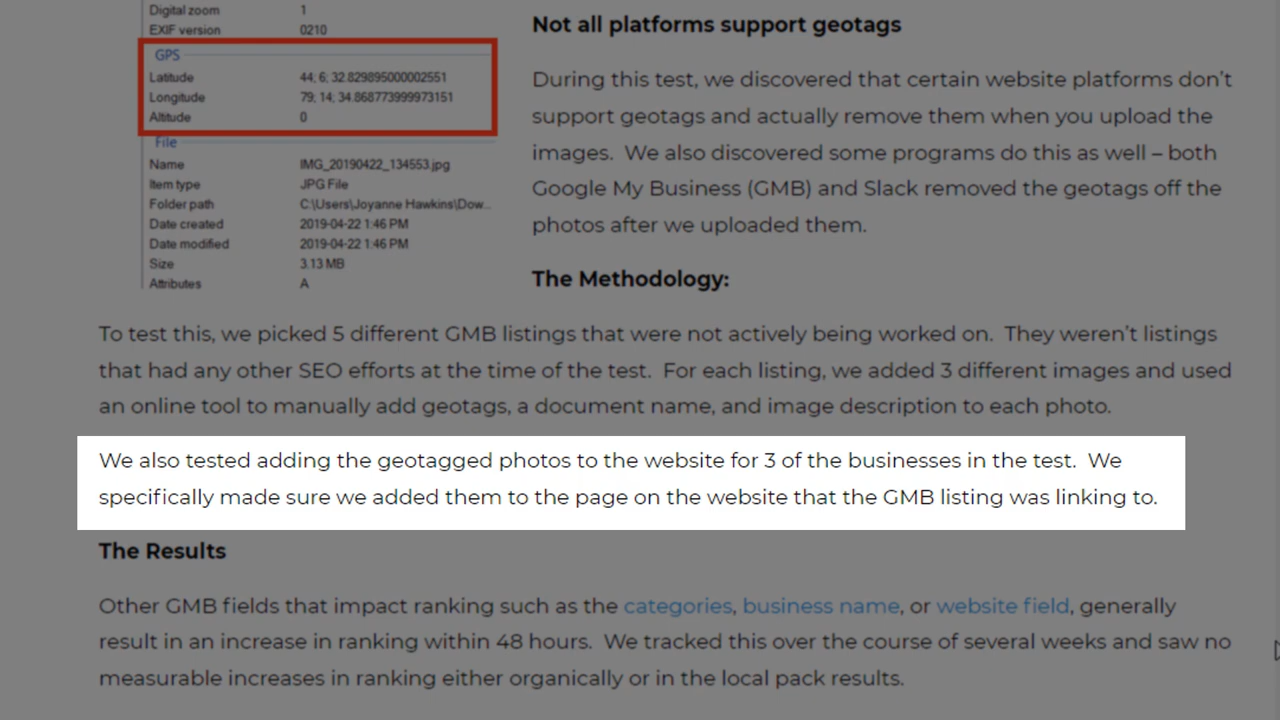 Digital zoom 1
EXIF version 0210
GPS
Latitude 44; 6; 32.829895000002551
Longitude 79; 14; 34.868773999973151
Altitude 0
File
Name IMG_20190422_134553.jpg
Item type JPG File
Folder path C:\Users\Joyanne Hawkins\Dow...
Date created 2019-04-22 1:46 PM
Date modified 2019-04-22 1:46 PM
Size 3.13 MB
Attributes A
Not all platforms support geotags
During this test, we discovered that certain website platforms don’t
support geotags and actually remove them when you upload the
images. We also discovered some programs do this as well – both
Google My Business (GMB) and Slack removed the geotags off the
photos after we uploaded them.
The Methodology:
To test this, we picked 5 different GMB listings that were not actively being worked on. They weren’t listings
that had any other SEO efforts at the time of the test. For each listing, we added 3 different images and used
an online tool to manually add geotags, a document name, and image description to each photo.
We also tested adding the geotagged photos to the website for 3 of the businesses in the test. We
specifically made sure we added them to the page on the website that the GMB listing was linking to.
The Results
Other GMB fields that impact ranking such as the categories, business name, or website field, generally
result in an increase in ranking within 48 hours. We tracked this over the course of several weeks and saw no
measurable increases in ranking either organically or in the local pack results.